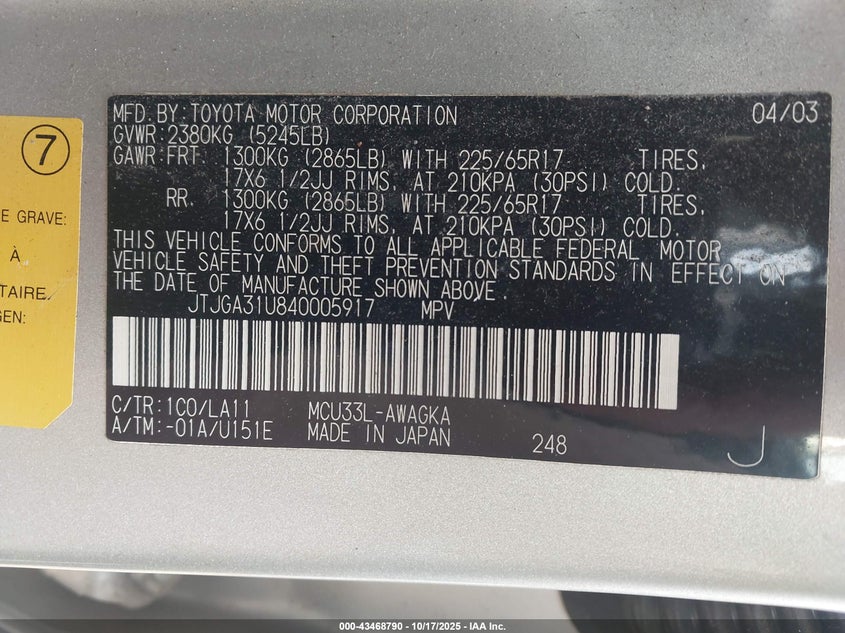 7
E GRAVE:
À
TAIRE,
GEN:
MFD.BY:TOYOTA MOTOR CORPORATION 04/03
GVWR:2380KG (5245LB)
GAWR:FRT. 1300KG (2865LB) WITH 225/65R17 TIRES,
17X6 1/2JJ RIMS, AT 210KPA (30PSI) COLD.
RR. 1300KG (2865LB) WITH 225/65R17 TIRES,
17X6 1/2JJ RIMS, AT 210KPA (30PSI) COLD.
THIS VEHICLE CONFORMS TO ALL APPLICABLE FEDERAL MOTOR
VEHICLE SAFETY AND THEFT PREVENTION STANDARDS IN EFFECT ON
THE DATE OF MANUFACTURE SHOWN ABOVE.
JTJGA31U840005917 MPV
C/TR:1C0/LA11 MCU33L-AWAGKA
A/TM:-01A/U151E MADE IN JAPAN 248 J
000-43468790 - 10/17/2025 - IAA Inc.